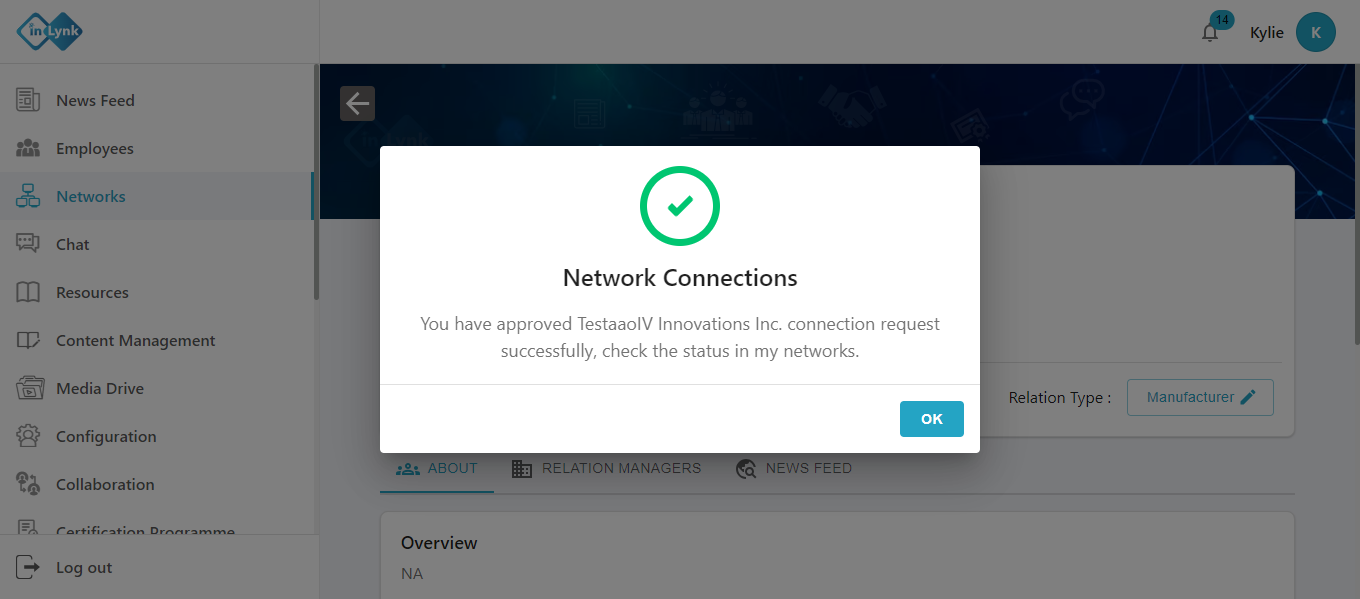 inLynk
14
Kylie
K
News Feed
Employees
Networks
Chat
Resources
Content Management
Media Drive
Configuration
Collaboration
Certification Programme
Log out
Network Connections
You have approved TestaaoIV Innovations Inc. connection request
successfully, check the status in my networks.
OK
Relation Type :
Manufacturer
ABOUT
RELATION MANAGERS
NEWS FEED
Overview
NA